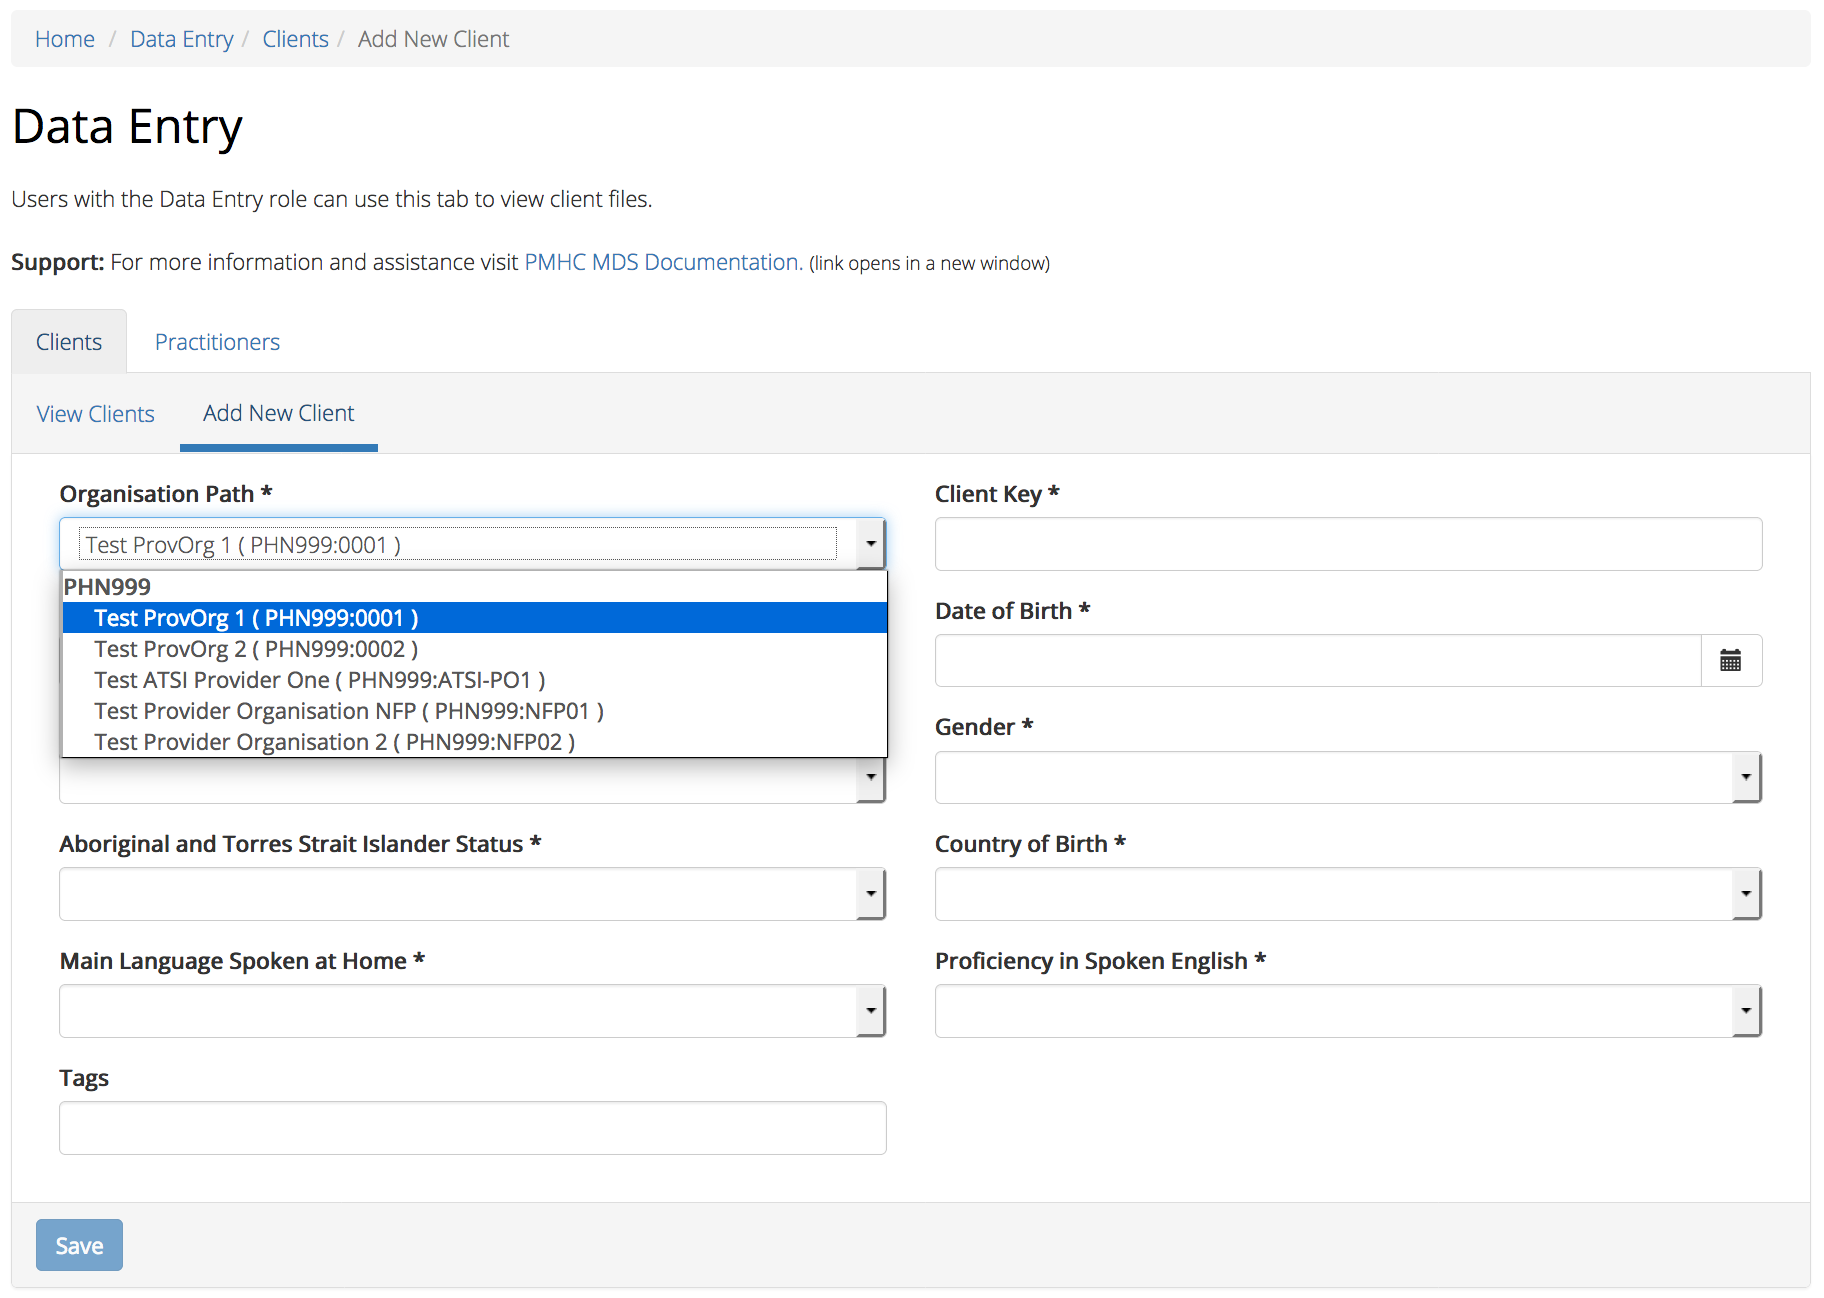 Home / Data Entry / Clients / Add New Client
Data Entry
Users with the Data Entry role can use this tab to view client files.
Support: For more information and assistance visit PMHC MDS Documentation. (link opens in a new window)
Clients Practitioners
View Clients Add New Client
Organisation Path *
Test ProvOrg 1 ( PHN999:0001 )
PHN999
Test ProvOrg 1 ( PHN999:0001 )
Test ProvOrg 2 ( PHN999:0002 )
Test ATSI Provider One ( PHN999:ATSI-PO1 )
Test Provider Organisation NFP ( PHN999:NFP01 )
Test Provider Organisation 2 ( PHN999:NFP02 )
Client Key *
Date of Birth *
Gender *
Aboriginal and Torres Strait Islander Status *
Country of Birth *
Main Language Spoken at Home *
Proficiency in Spoken English *
Tags
Save